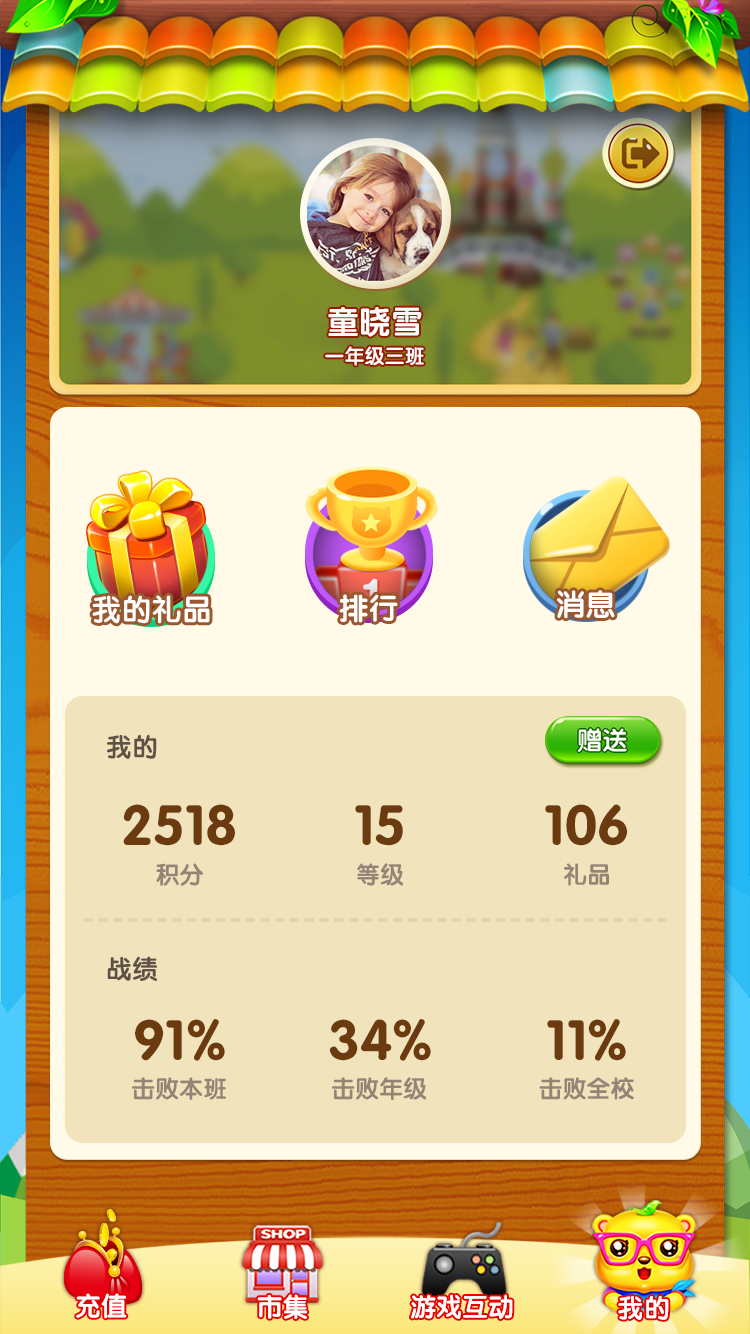 童晓雪
一年级三班
1
我的礼品
排行
消息
我的
赠送
2518
15
106
积分
等级
礼品
战绩
91%
34%
11%
击败本班
击败年级
击败全校
SHOP
充值
市集
游戏互动
我的